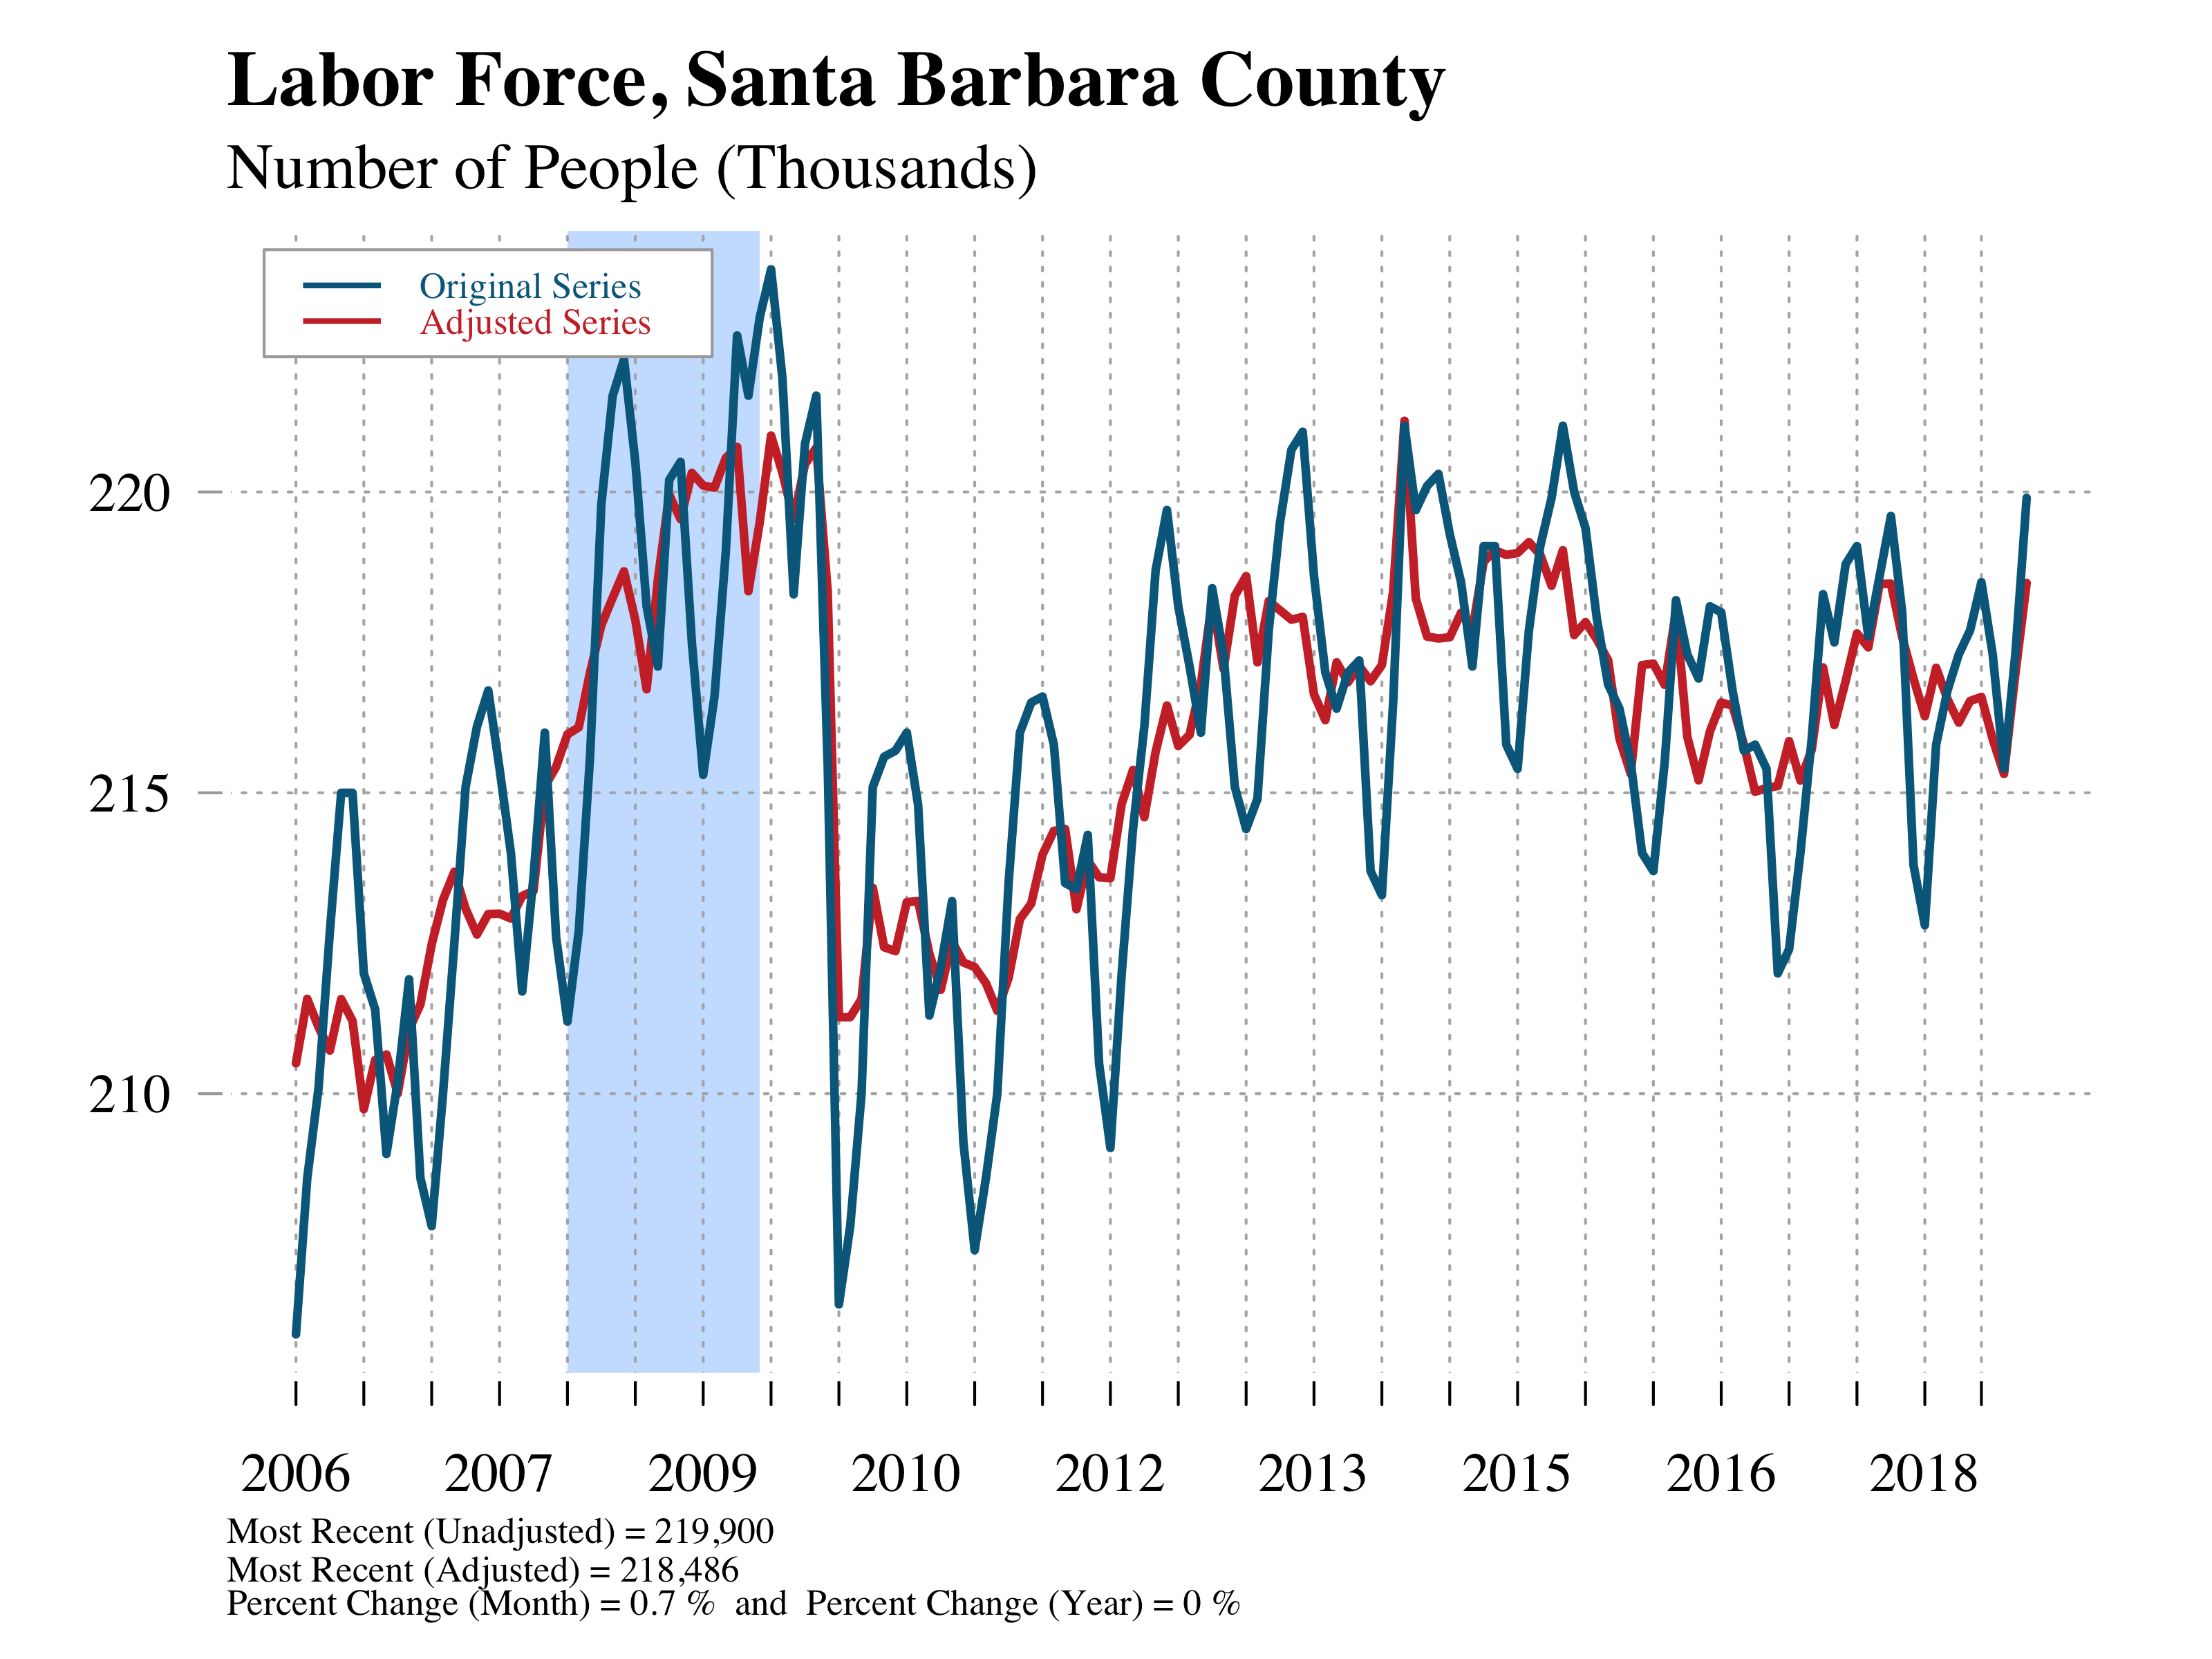 Labor Force, Santa Barbara County
Number of People (Thousands)
Original Series
Adjusted Series
220
215
210
2006 2007 2009 2010 2012 2013 2015 2016 2018
Most Recent (Unadjusted) = 219,900
Most Recent (Adjusted) = 218,486
Percent Change (Month) = 0.7 % and Percent Change (Year) = 0 %